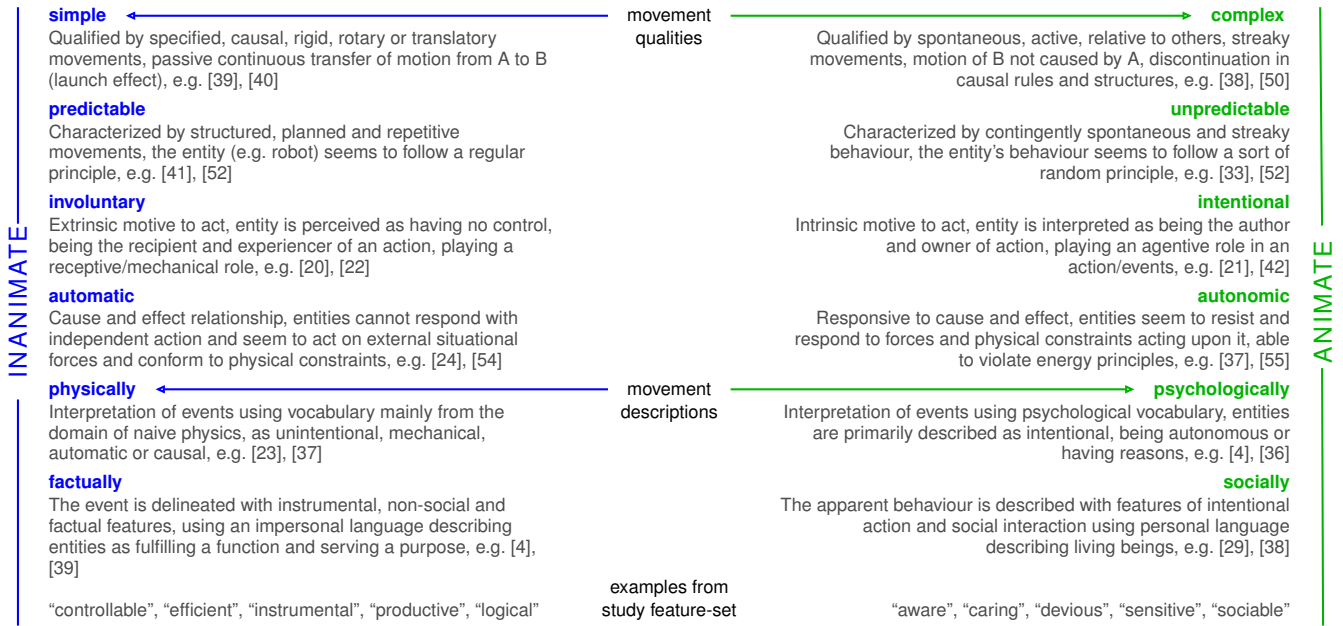 simple
movement
qualities
complex
Qualified by specified, causal, rigid, rotary or translatory
movements, passive continuous transfer of motion from A to B
(launch effect), e.g. [39], [40]
Qualified by spontaneous, active, relative to others, streaky
movements, motion of B not caused by A, discontinuation in
causal rules and structures, e.g. [38], [50]
predictable
Characterized by structured, planned and repetitive
movements, the entity (e.g. robot) seems to follow a regular
principle, e.g. [41], [52]
unpredictable
Characterized by contingently spontaneous and streaky
behaviour, the entity's behaviour seems to follow a sort of
random principle, e.g. [33], [52]
involuntary
Extrinsic motive to act, entity is perceived as having no control,
being the recipient and experiencer of an action, playing a
receptive/mechanical role, e.g. [20], [22]
intentional
Intrinsic motive to act, entity is interpreted as being the author
and owner of action, playing an agentive role in an
action/events, e.g. [21], [42]
INANIMATE
ANIMATE
automatic
Cause and effect relationship, entities cannot respond with
independent action and seem to act on external situational
forces and conform to physical constraints, e.g. [24], [54]
autonomic
Responsive to cause and effect, entities seem to resist and
respond to forces and physical constraints acting upon it, able
to violate energy principles, e.g. [37], [55]
physically
movement
descriptions
psychologically
Interpretation of events using vocabulary mainly from the
domain of naive physics, as unintentional, mechanical,
automatic or causal, e.g. [23], [37]
Interpretation of events using psychological vocabulary, entities
are primarily described as intentional, being autonomous or
having reasons, e.g. [4], [36]
factually
The event is delineated with instrumental, non-social and
factual features, using an impersonal language describing
entities as fulfilling a function and serving a purpose, e.g. [4],
[39]
socially
The apparent behaviour is described with features of intentional
action and social interaction using personal language
describing living beings, e.g. [29], [38]
examples from
study feature-set
“controllable”, “efficient”, “instrumental”, “productive”, “logical”
“aware”, “caring”, “devious”, “sensitive”, “sociable”